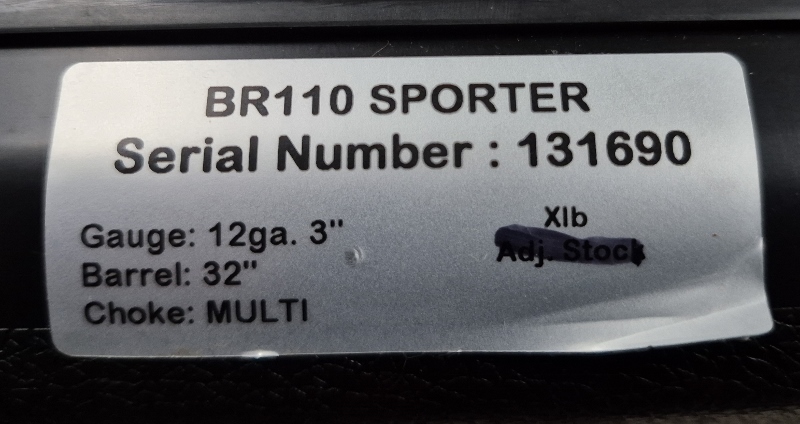 BR110 SPORTER
Serial Number : 131690
Gauge: 12ga. 3"
Barrel: 32"
Choke: MULTI
Xlb
Adj. Stock